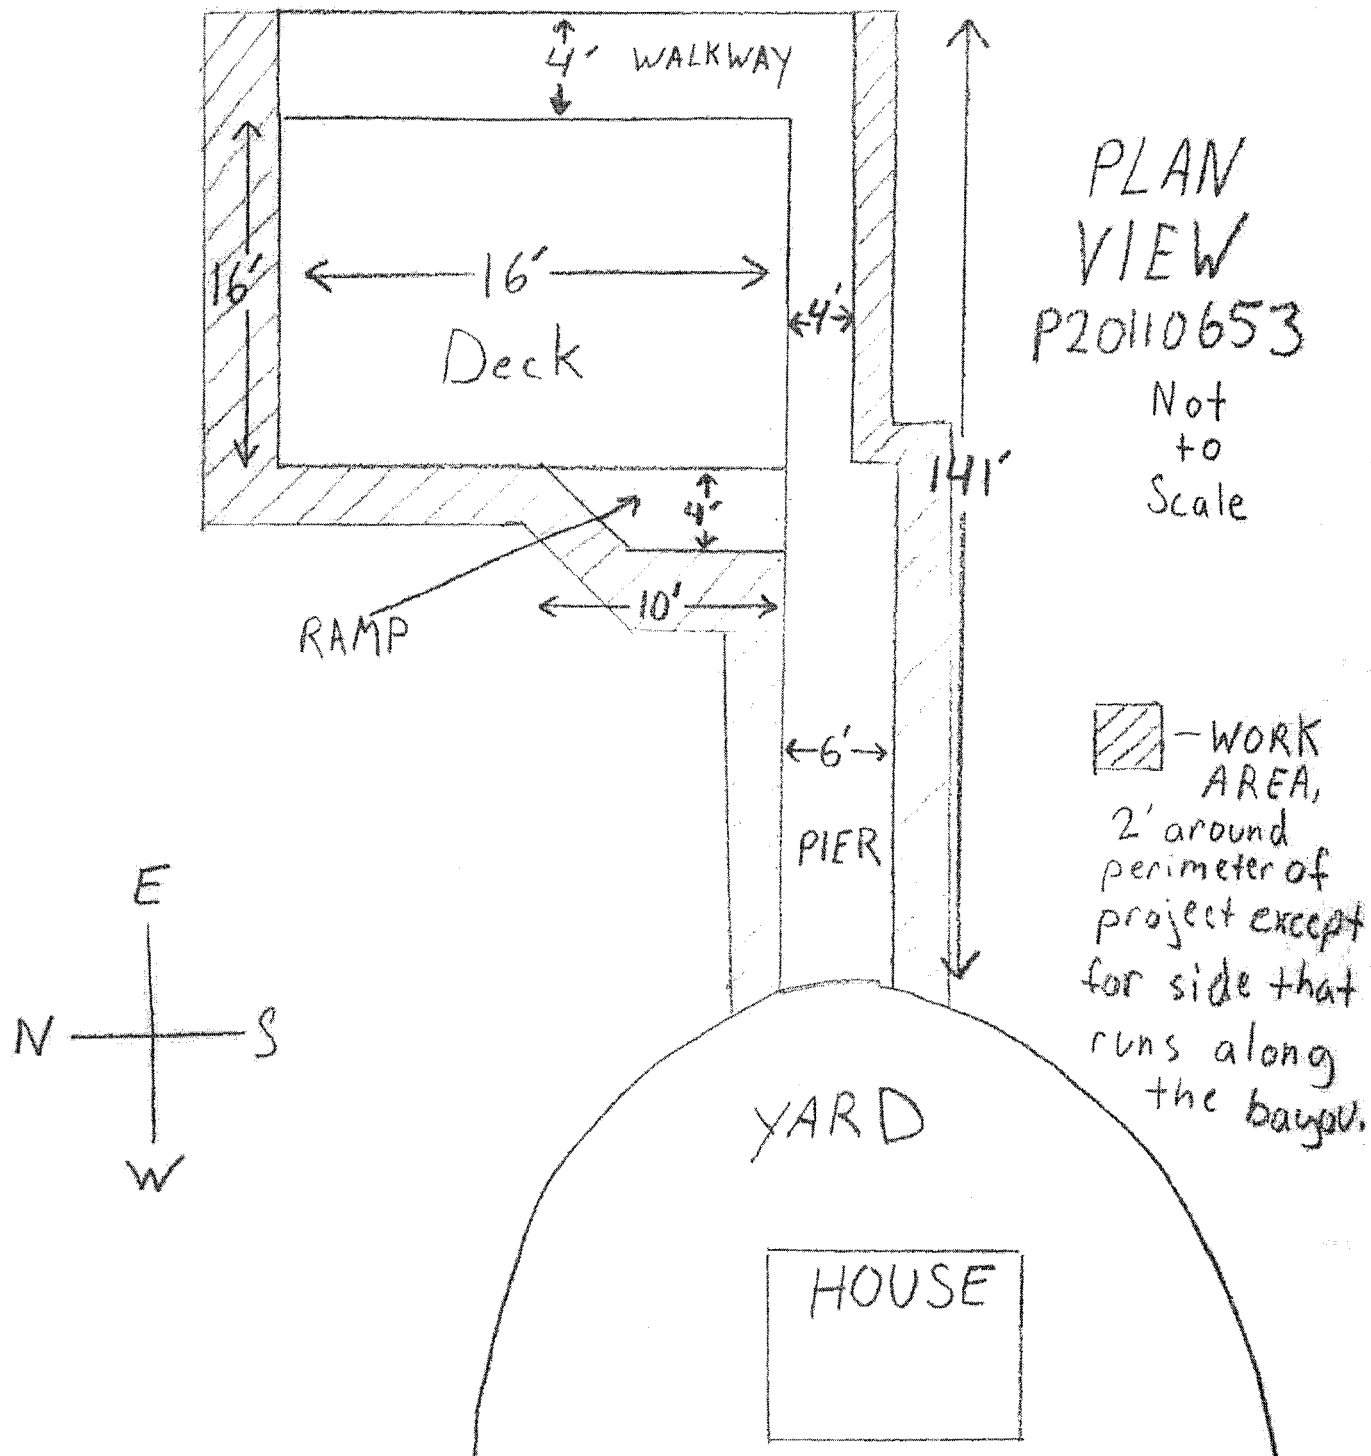 4' WALKWAY
16'
16'
Deck
4'
4'
RAMP
10'
141'
6'
PIER
PLAN
VIEW
P20110653
Not
to
Scale
- WORK
AREA,
2' around
perimeter of
project except
for side that
runs along
the bayou.
E
N
S
W
YARD
HOUSE